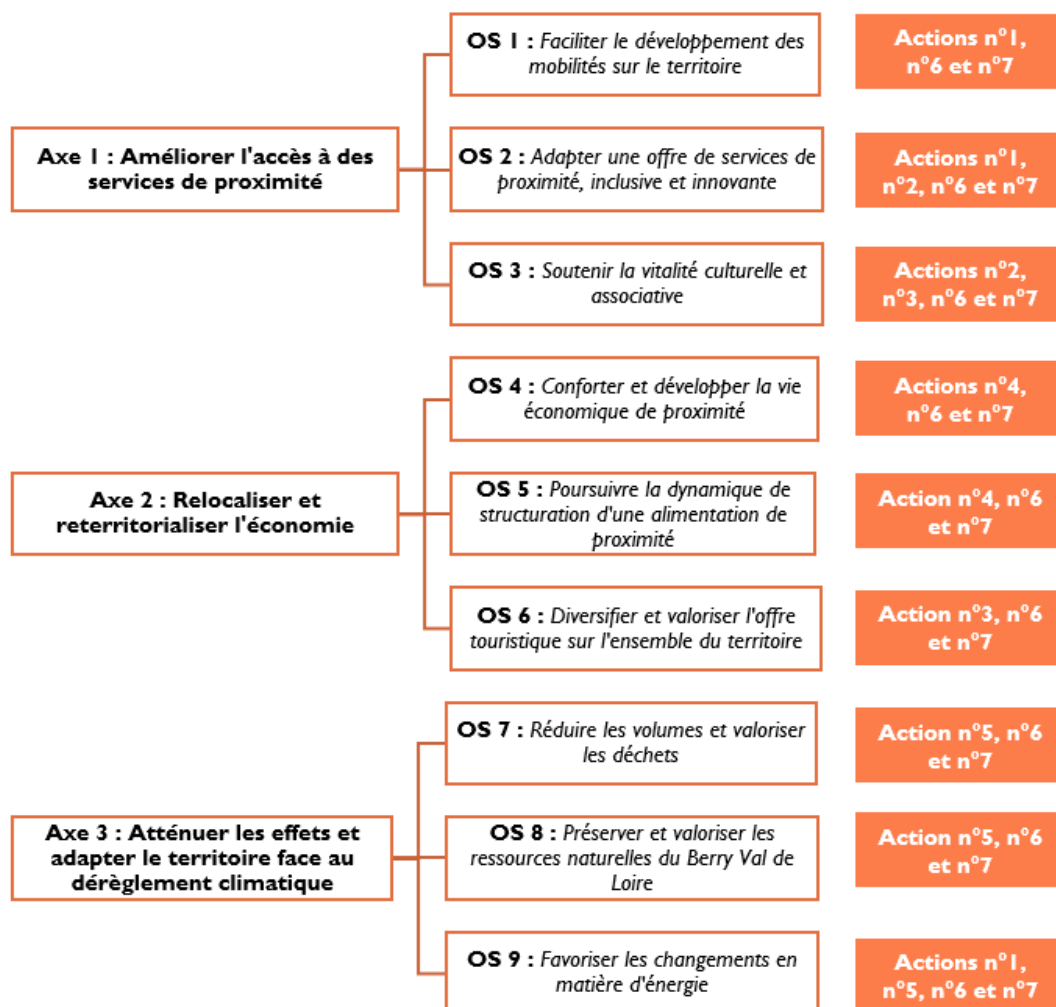 OS 1 : Faciliter le développement des
mobilités sur le territoire
Actions n°1,
n°6 et n°7
Axe 1 : Améliorer l'accès à des
services de proximité
OS 2 : Adapter une offre de services de
proximité, inclusive et innovante
Actions n°1,
n°2, n°6 et n°7
OS 3 : Soutenir la vitalité culturelle et
associative
Actions n°2,
n°3, n°6 et n°7
OS 4 : Conforter et développer la vie
économique de proximité
Actions n°4,
n°6 et n°7
Axe 2 : Relocaliser et
reterritorialiser l'économie
OS 5 : Poursuivre la dynamique de
structuration d'une alimentation de
proximité
Action n°4, n°6
et n°7
OS 6 : Diversifier et valoriser l'offre
touristique sur l'ensemble du territoire
Action n°3, n°6
et n°7
OS 7 : Réduire les volumes et valoriser
les déchets
Action n°5, n°6
et n°7
Axe 3 : Atténuer les effets et
adapter le territoire face au
dérèglement climatique
OS 8 : Préserver et valoriser les
ressources naturelles du Berry Val de
Loire
Action n°5, n°6
et n°7
OS 9 : Favoriser les changements en
matière d'énergie
Actions n°1,
n°5, n°6 et n°7